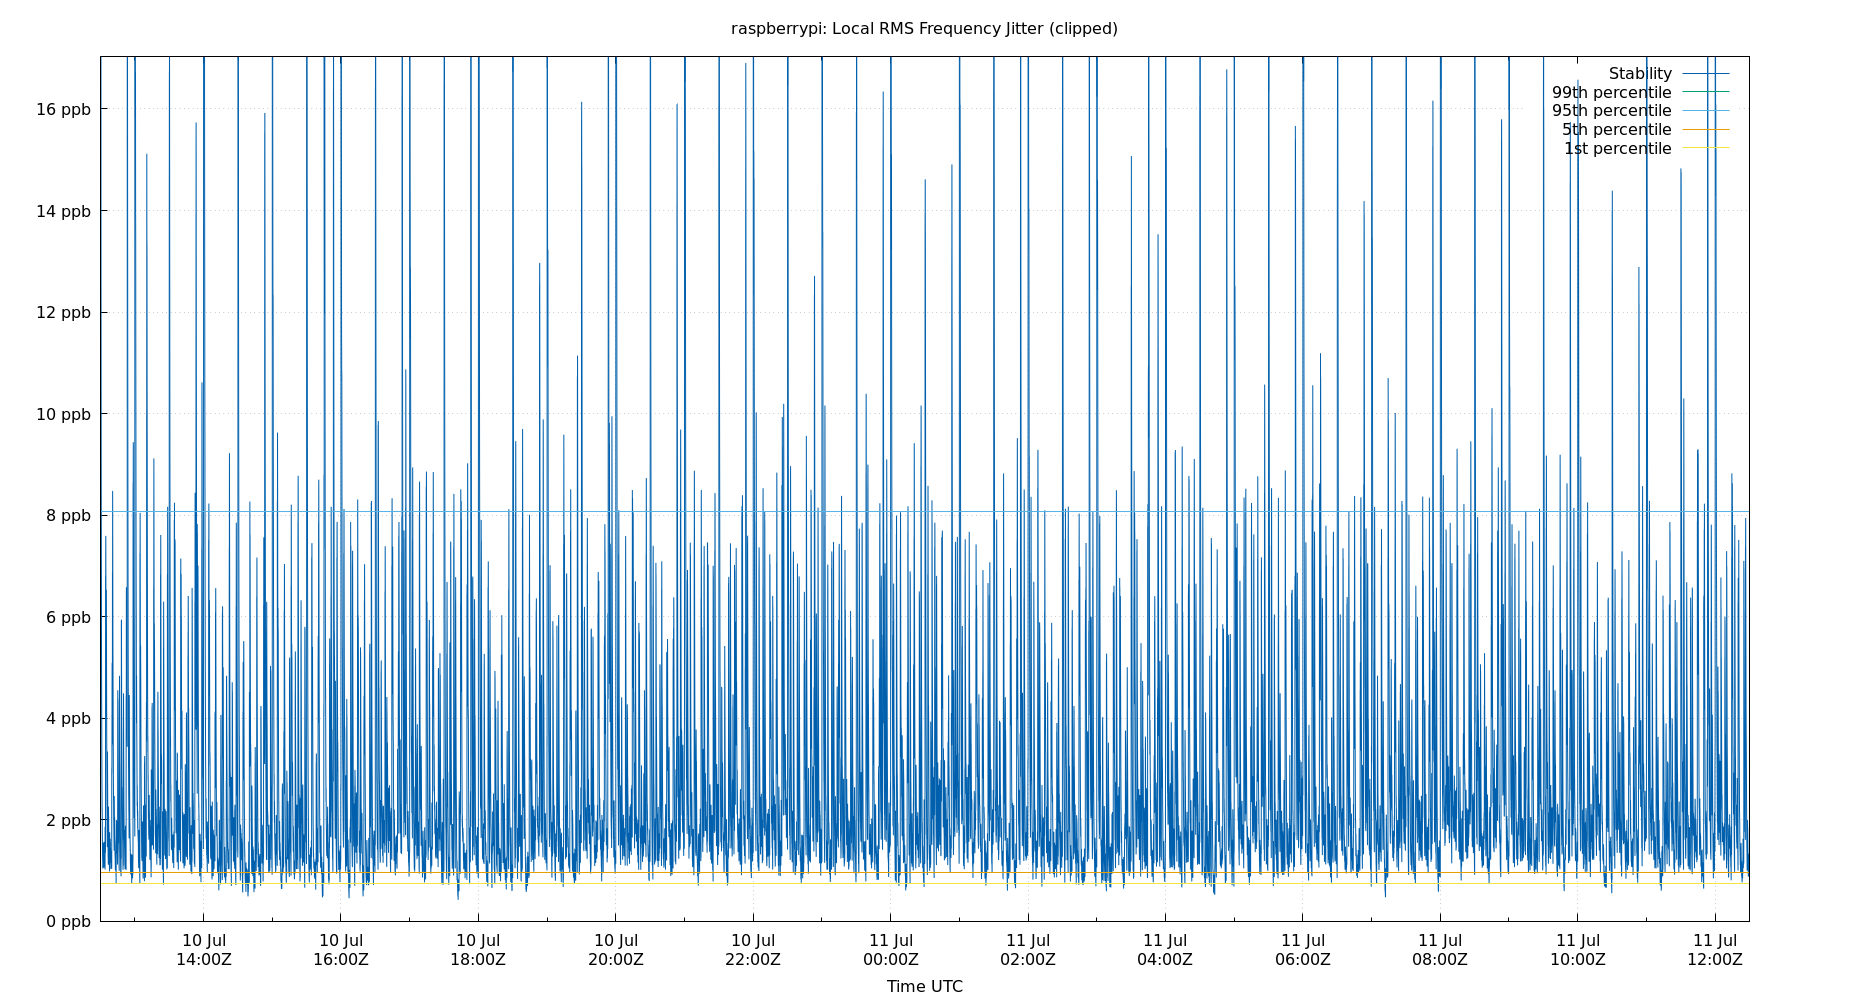 raspberrypi: Local RMS Frequency Jitter (clipped)
Stability
99th percentile
95th percentile
5th percentile
1st percentile
16 ppb
14 ppb
12 ppb
10 ppb
8 ppb
6 ppb
4 ppb
2 ppb
0 ppb
10 Jul 10 Jul 10 Jul 10 Jul 10 Jul 11 Jul 11 Jul 11 Jul 11 Jul 11 Jul 11 Jul 11 Jul
14:00Z 16:00Z 18:00Z 20:00Z 22:00Z 00:00Z 02:00Z 04:00Z 06:00Z 08:00Z 10:00Z 12:00Z
Time UTC